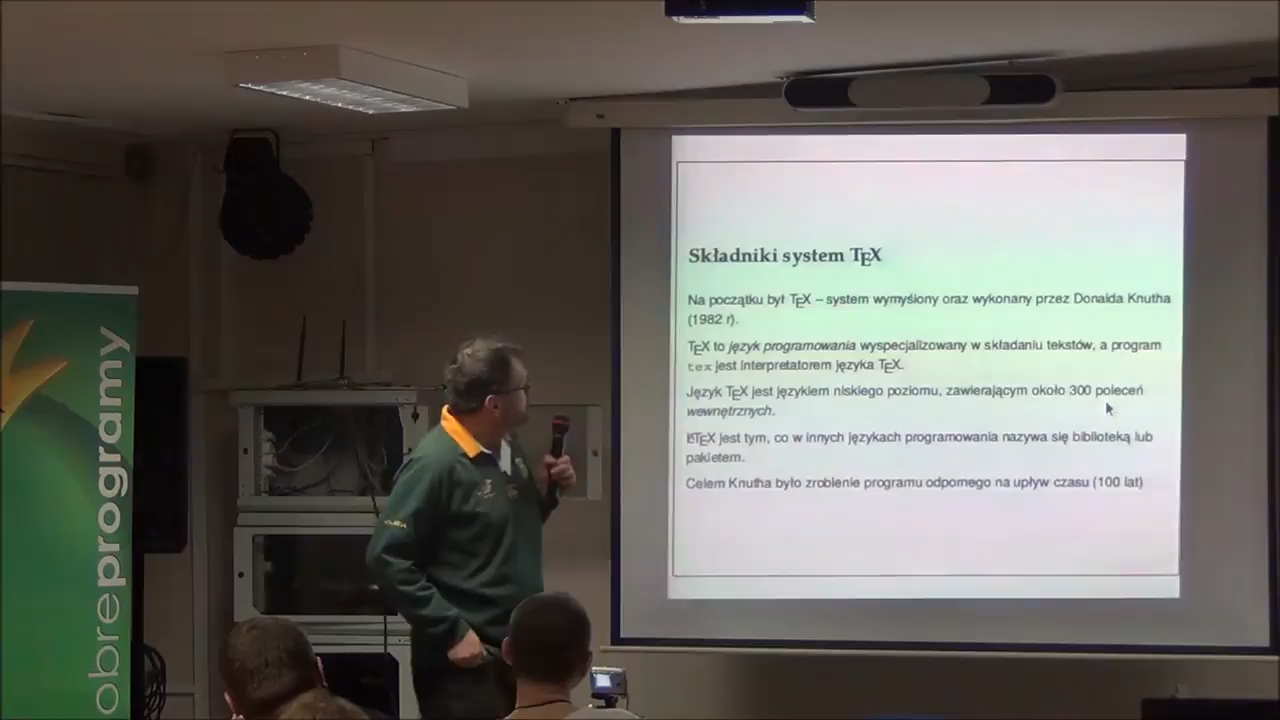 Składniki system TEX
Na początku był TEX – system wymyślony oraz wykonany przez Donalda Knutha
(1982 r).
TEX to język programowania wyspecjalizowany w składaniu tekstów, a program
tex jest interpretatorem języka TEX.
Język TEX jest językiem niskiego poziomu, zawierającym około 300 poleceń
wewnętrznych.
LATEX jest tym, co w innych językach programowania nazywa się biblioteką lub
pakietem.
Celem Knutha było zrobienie programu odpornego na upływ czasu (100 lat)
obreprogramy